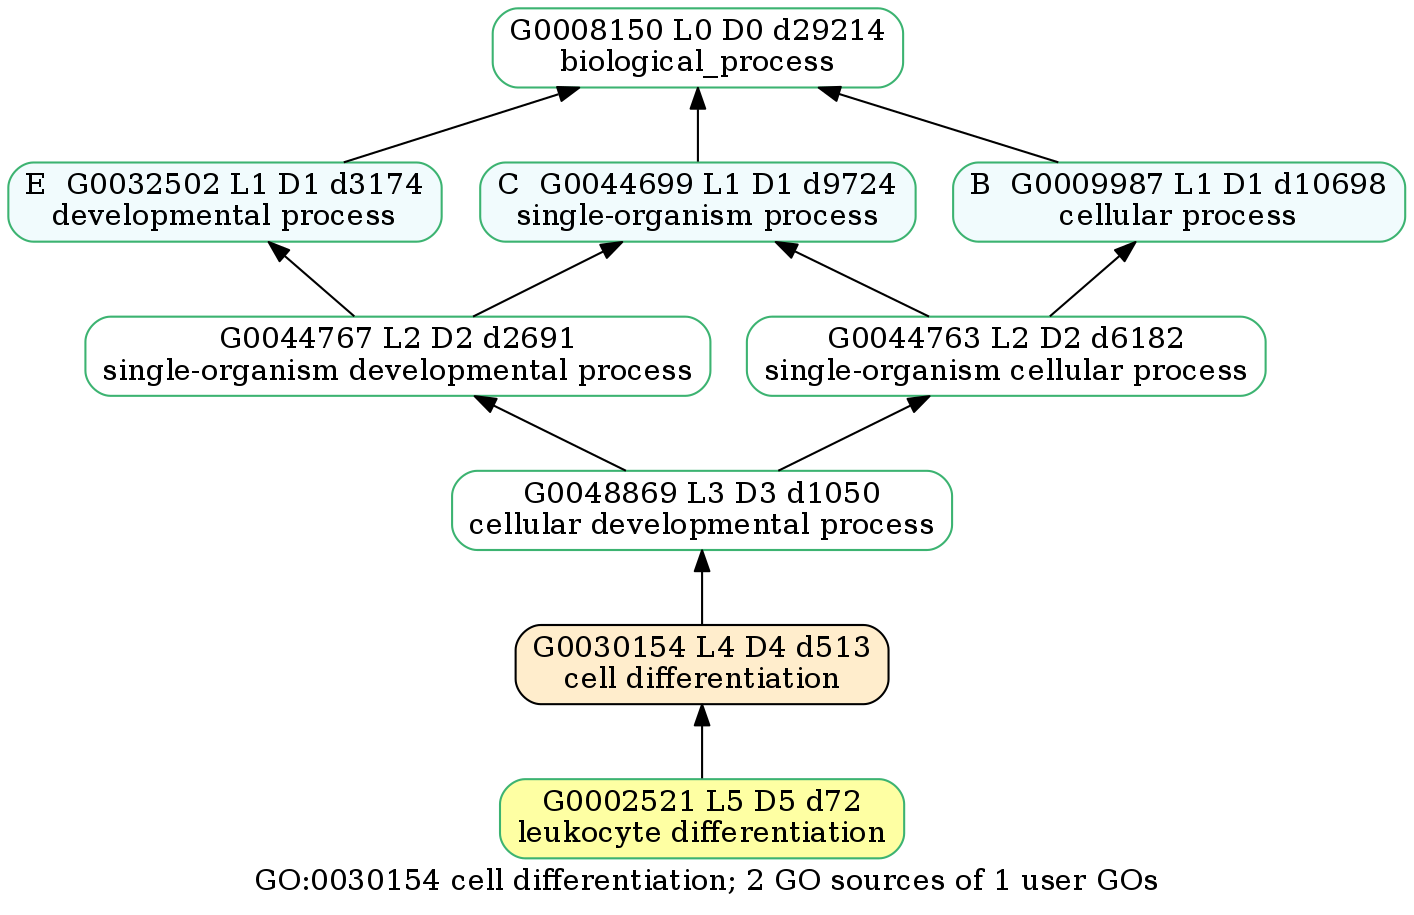 G0008150 L0 D0 d29214
biological_process
E  G0032502 L1 D1 d3174
developmental process
C  G0044699 L1 D1 d9724
single-organism process
B  G0009987 L1 D1 d10698
cellular process
G0044767 L2 D2 d2691
single-organism developmental process
G0044763 L2 D2 d6182
single-organism cellular process
G0048869 L3 D3 d1050
cellular developmental process
G0030154 L4 D4 d513
cell differentiation
G0002521 L5 D5 d72
leukocyte differentiation
GO:0030154 cell differentiation; 2 GO sources of 1 user GOs